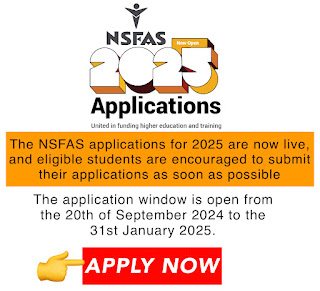 NSFAS
Now Open
2025
Applications
United in funding higher education and training
The NSFAS applications for 2025 are now live,
and eligible students are encouraged to submit
their applications as soon as possible
The application window is open from
the 20th of September 2024 to the
31st January 2025.
APPLY NOW